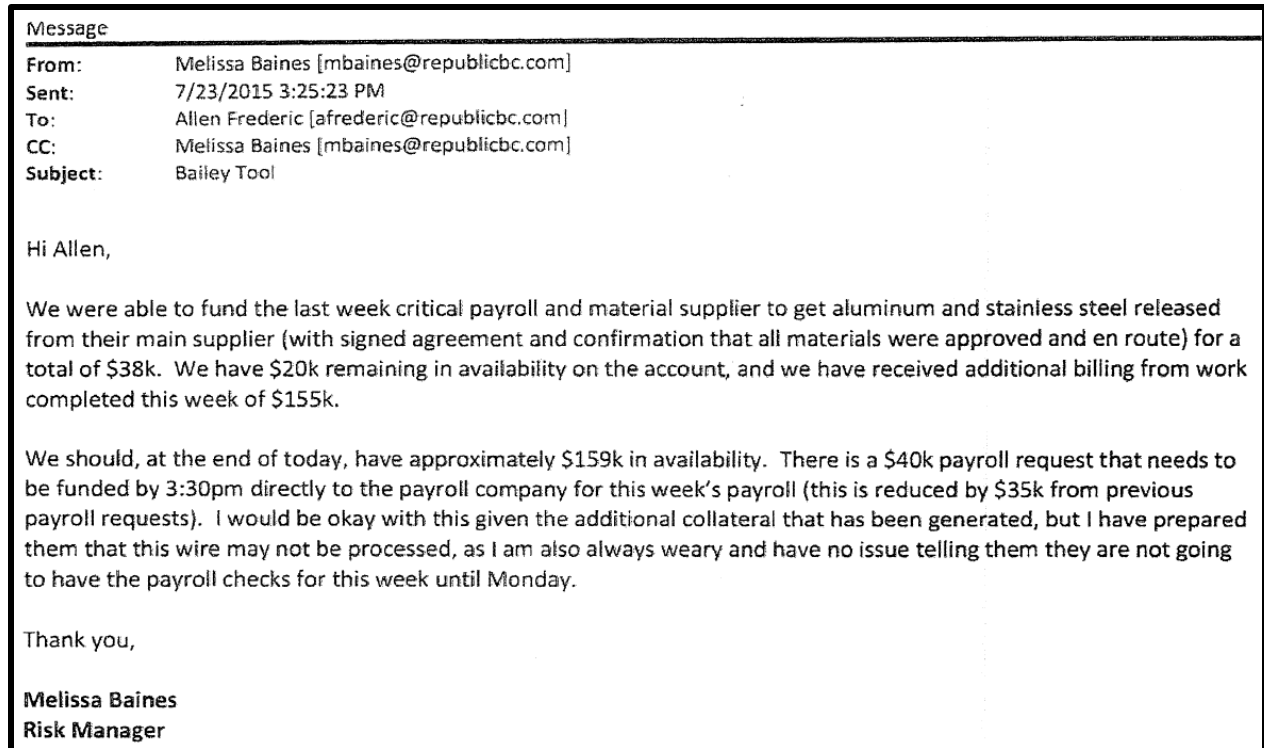 Message
From: Melissa Baines [mbaines@republicbc.com]
Sent: 7/23/2015 3:25:23 PM
To: Allen Frederic [afrederic@republicbc.com]
CC: Melissa Baines [mbaines@republicbc.com]
Subject: Bailey Tool
Hi Allen,
We were able to fund the last week critical payroll and material supplier to get aluminum and stainless steel released
from their main supplier (with signed agreement and confirmation that all materials were approved and en route) for a
total of $38k. We have $20k remaining in availability on the account, and we have received additional billing from work
completed this week of $155k.
We should, at the end of today, have approximately $159k in availability. There is a $40k payroll request that needs to
be funded by 3:30pm directly to the payroll company for this week's payroll (this is reduced by $35k from previous
payroll requests). I would be okay with this given the additional collateral that has been generated, but I have prepared
them that this wire may not be processed, as I am also always weary and have no issue telling them they are not going
to have the payroll checks for this week until Monday.
Thank you,
Melissa Baines
Risk Manager